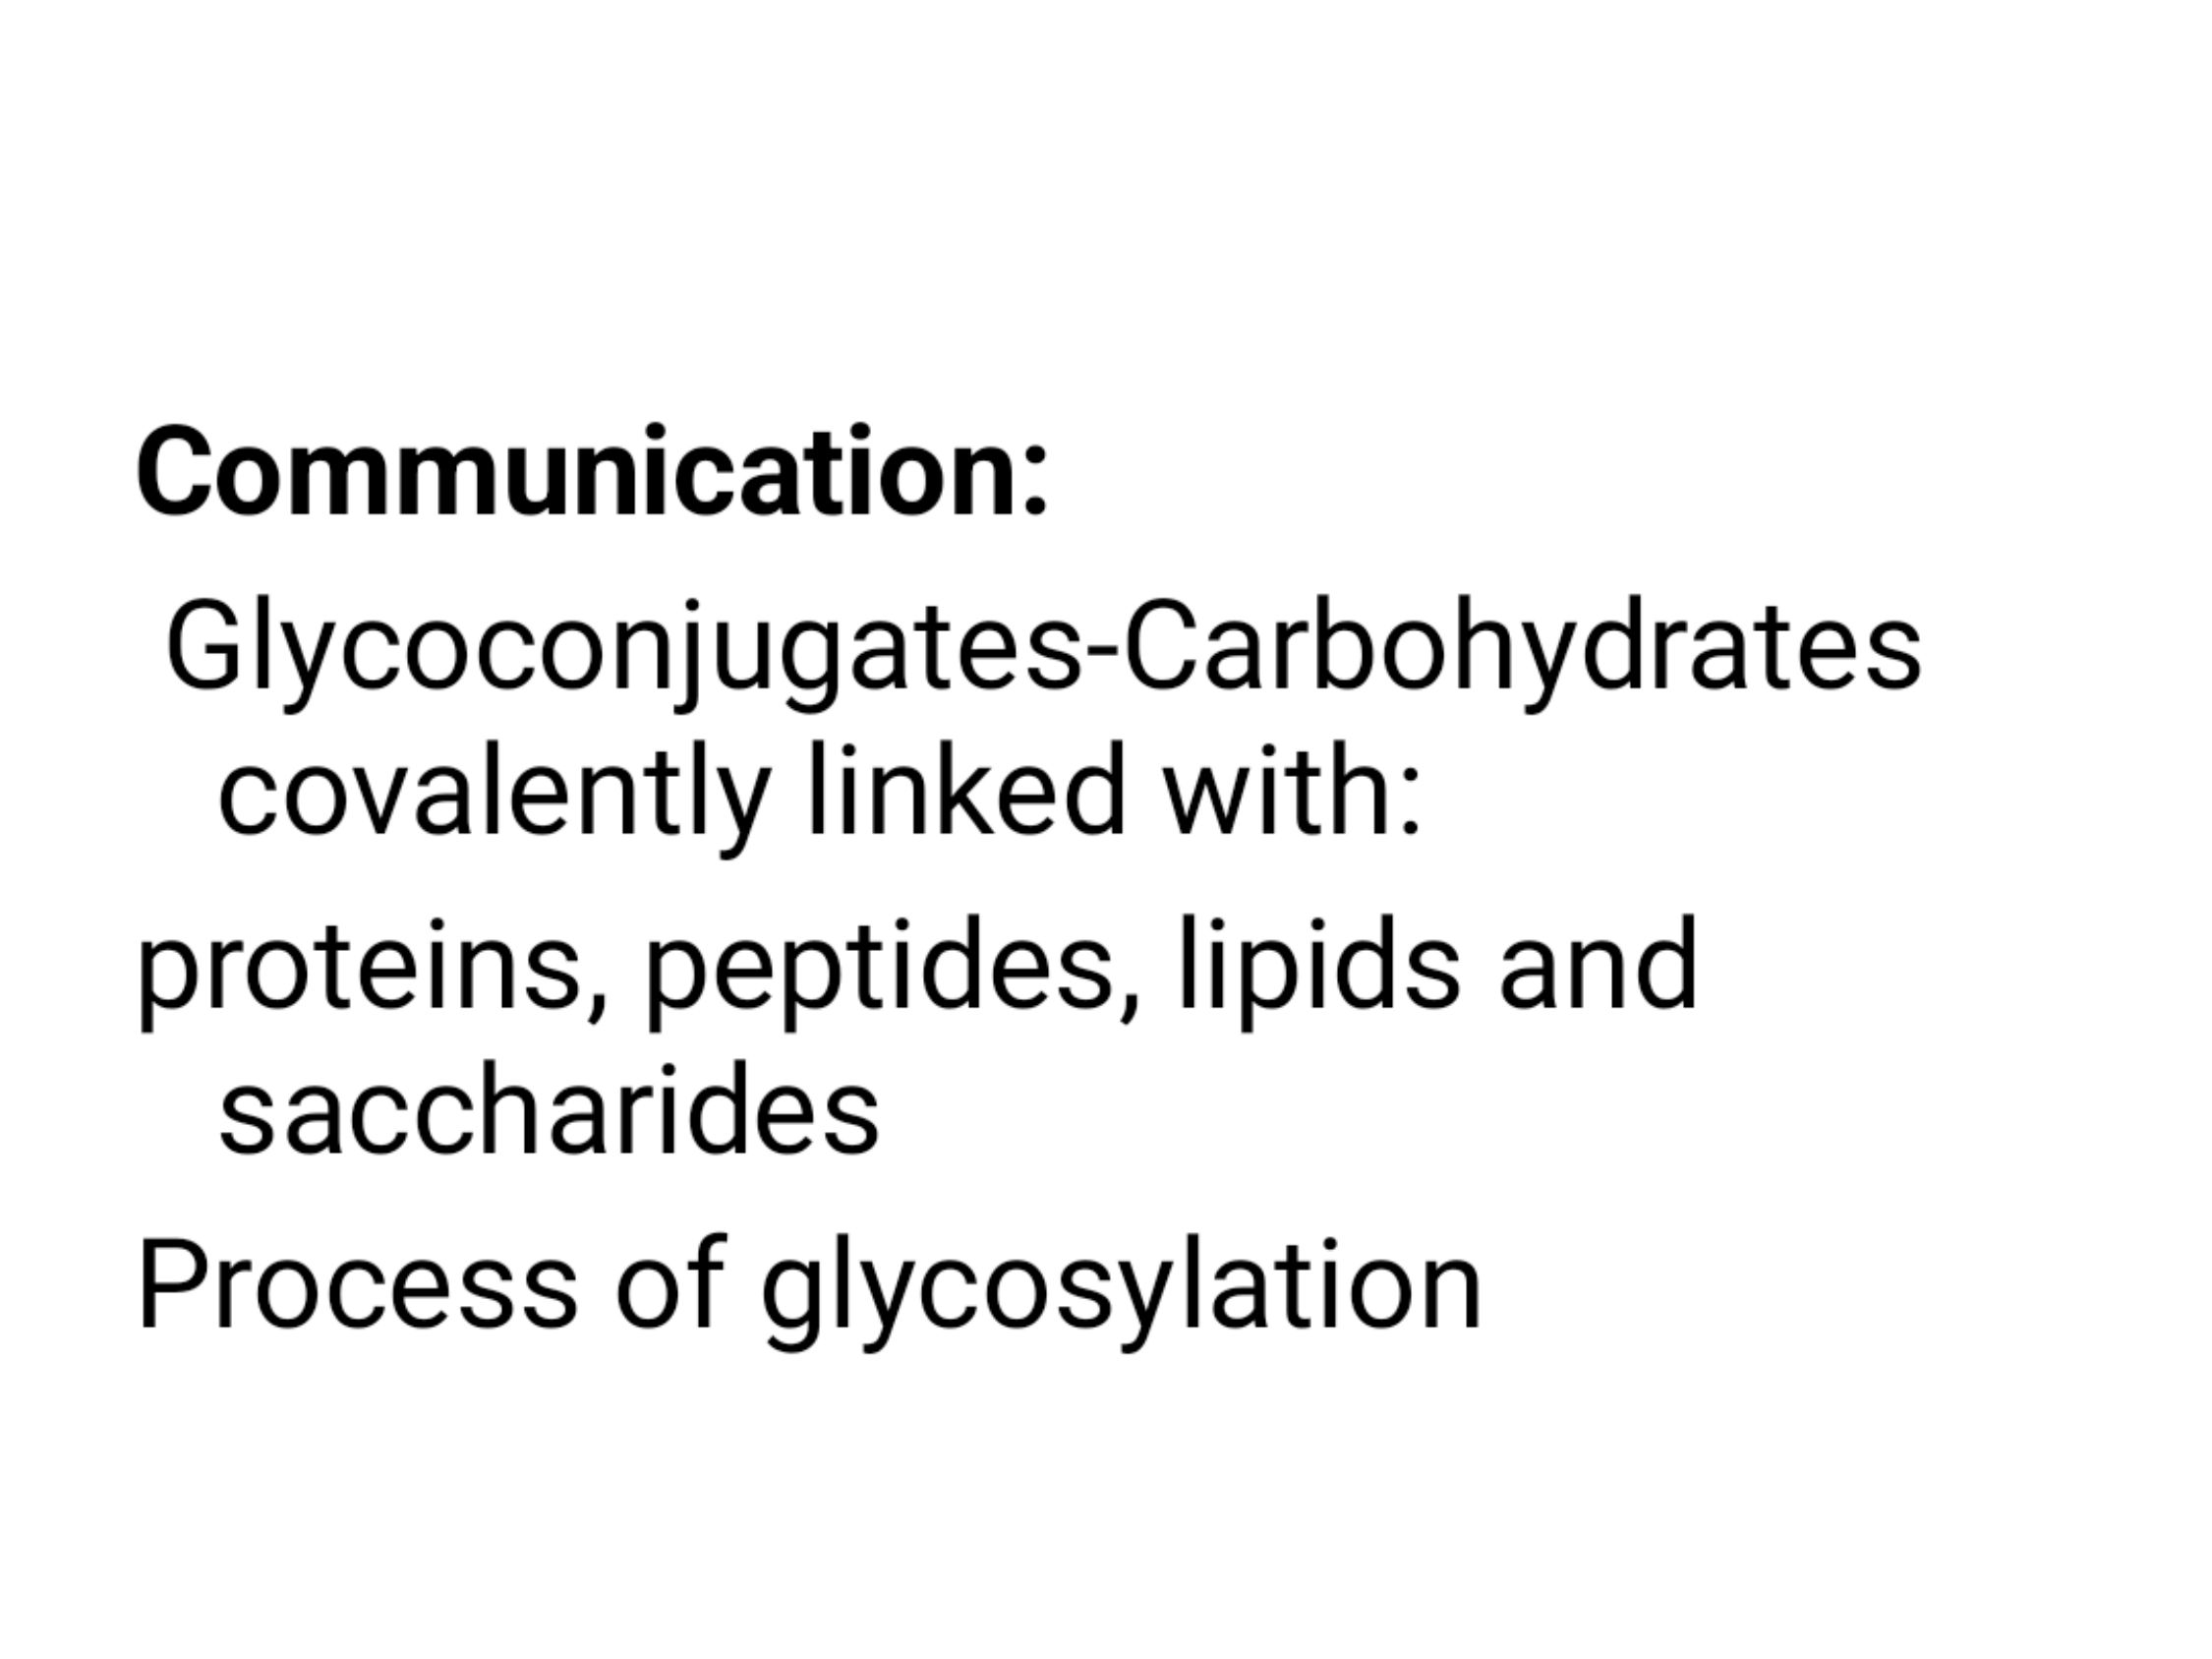 Communication:
Glycoconjugates-Carbohydrates
covalently linked with:
proteins, peptides, lipids and
saccharides
Process of glycosylation